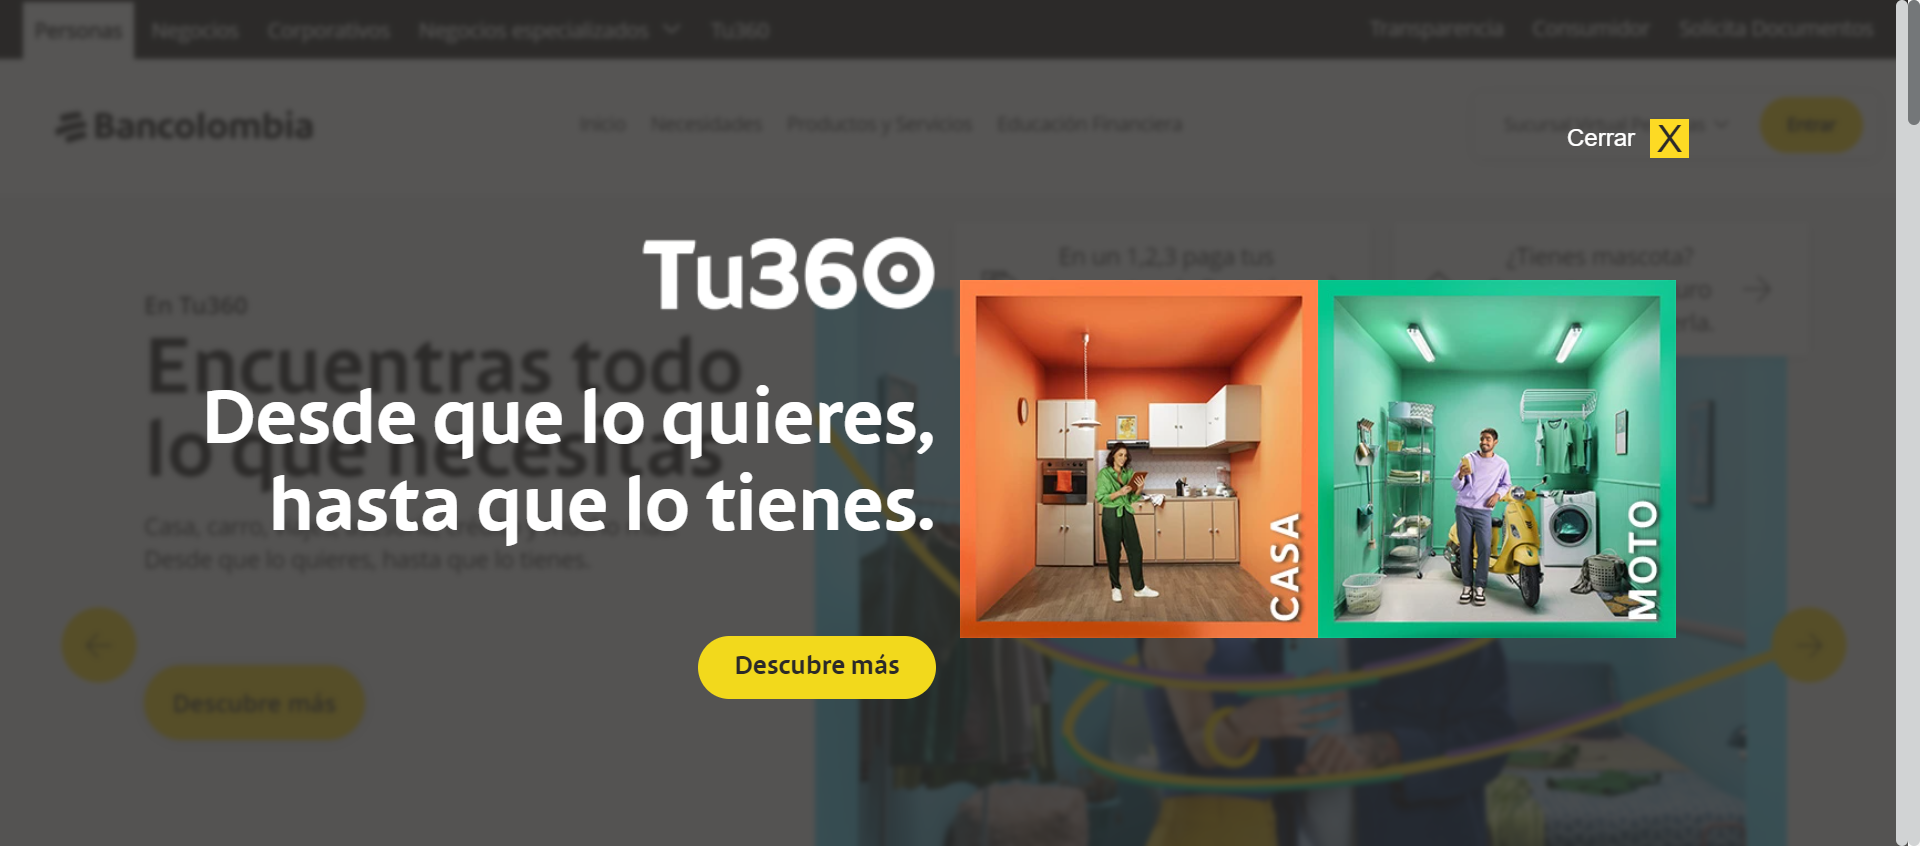 Personas Negocios Corporativos Negocios especializados Tu360 Transparencia Consumidor Solicita Documentos
Bancolombia Inicio Necesidades Productos y Servicios Educación Financiera Sucursal Virtual Entrar
Cerrar X
Tu360
En un 1,2,3 paga tus
¿Tienes mascota?
En Tu360
Encuentras todo
lo que necesitas
Desde que lo quieres,
hasta que lo tienes.
Casa, carro,
Desde que lo quieres, hasta que lo tienes.
CASA
MOTO
Descubre más
Descubre más